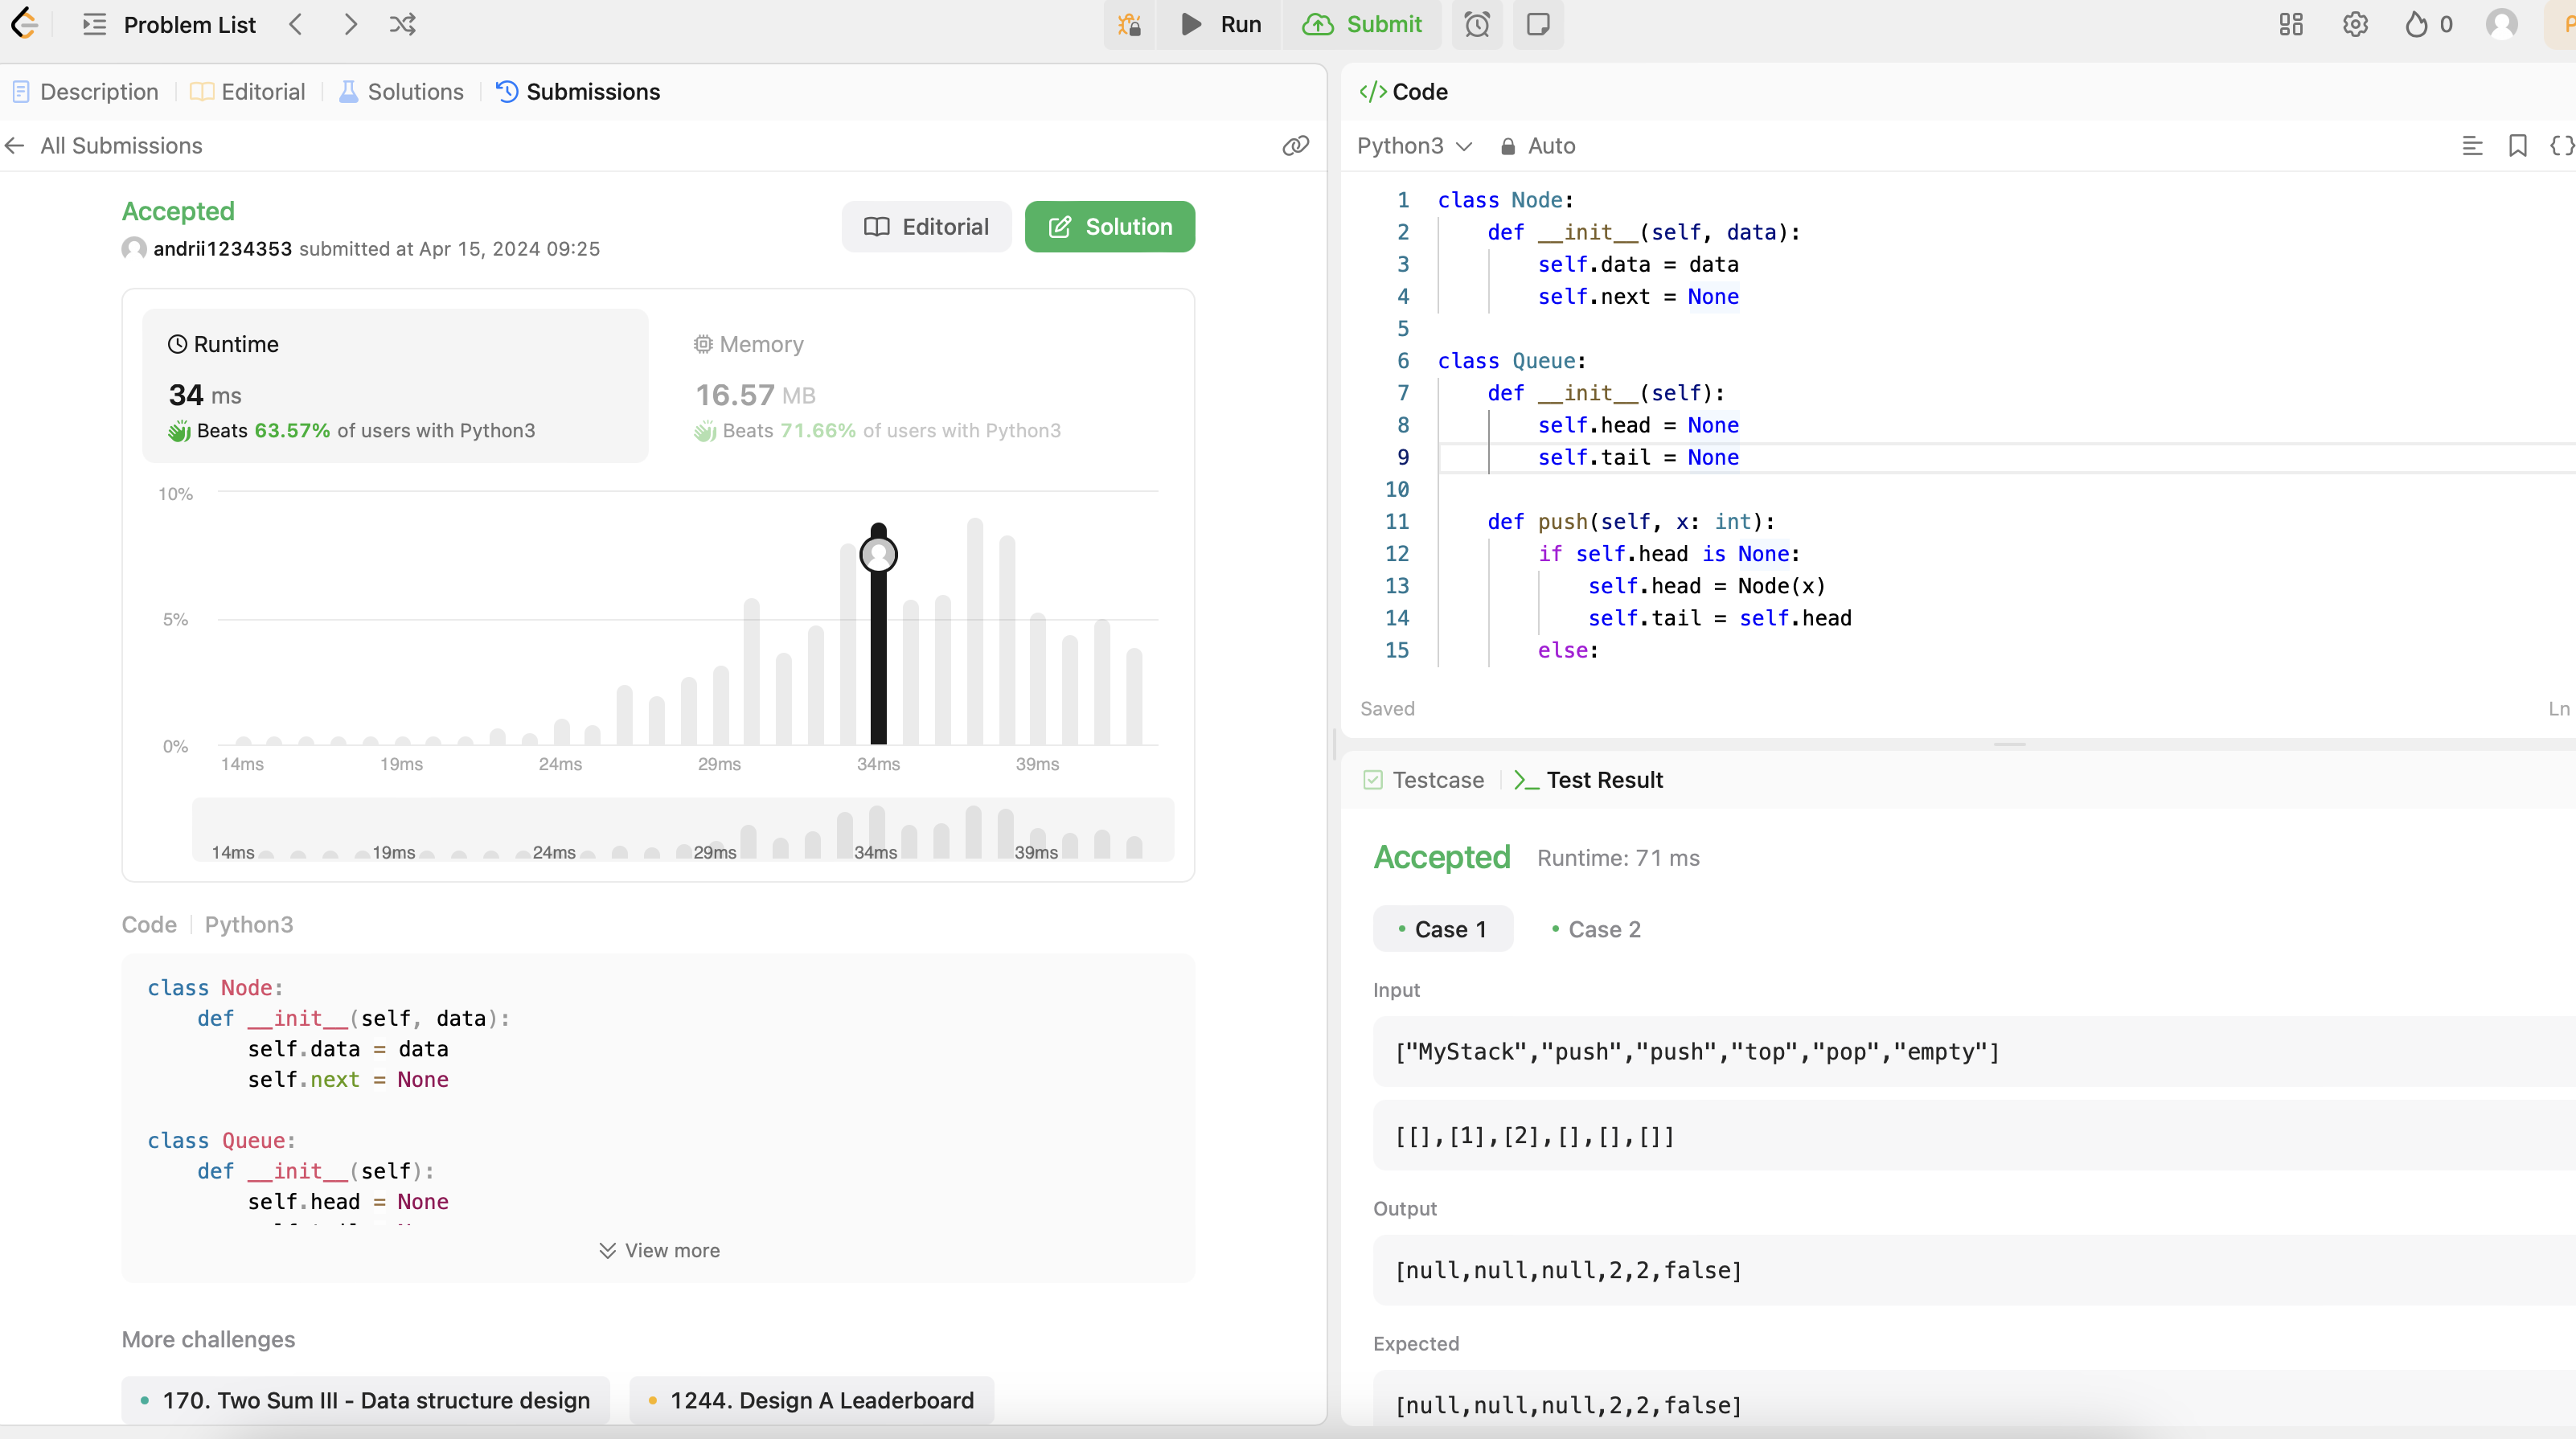 Problem List
Run
Submit
0
Description
Editorial
Solutions
Submissions
All Submissions
Accepted
andrii1234353 submitted at Apr 15, 2024 09:25
Editorial
Solution
Runtime
34 ms
Beats 63.57% of users with Python3
Memory
16.57 MB
Beats 71.66% of users with Python3
10%
5%
0%
14ms 19ms 24ms 29ms 34ms 39ms
14ms 19ms 24ms 29ms 34ms 39ms
Code | Python3
class Node:
    def __init__(self, data):
        self.data = data
        self.next = None
class Queue:
    def __init__(self):
        self.head = None
View more
More challenges
170. Two Sum III - Data structure design
1244. Design A Leaderboard
</> Code
Python3
Auto
{}
1 class Node:
2     def __init__(self, data):
3         self.data = data
4         self.next = None
5
6 class Queue:
7     def __init__(self):
8         self.head = None
9         self.tail = None
10
11     def push(self, x: int):
12         if self.head is None:
13             self.head = Node(x)
14             self.tail = self.head
15         else:
Saved
Ln
Testcase
Test Result
Accepted
Runtime: 71 ms
Case 1
Case 2
Input
["MyStack","push","push","top","pop","empty"]
[[],[1],[2],[],[],[]]
Output
[null,null,null,2,2,false]
Expected
[null,null,null,2,2,false]